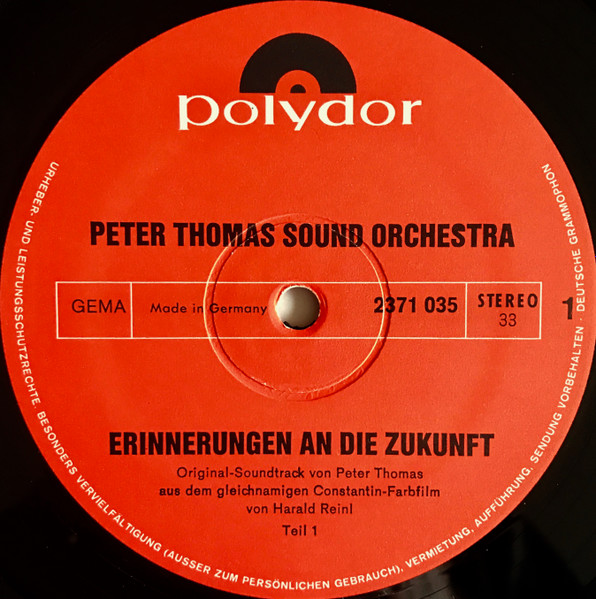 polydor
PETER THOMAS SOUND ORCHESTRA
GEMA
Made in Germany
2371 035
STEREO
33
1
ERINNERUNGEN AN DIE ZUKUNFT
Original-Soundtrack von Peter Thomas
aus dem gleichnamigen Constantin-Farbfilm
von Harald Reinl
Teil 1
URHEBER- UND LEISTUNGSSCHUTZRECHTE, BESONDERS VERVIELFÄLTIGUNG (AUSSER ZUM PERSÖNLICHEN GEBRAUCH), VERMIETUNG, AUFFÜHRUNG, SENDUNG VORBEHALTEN · DEUTSCHE GRAMMOPHON